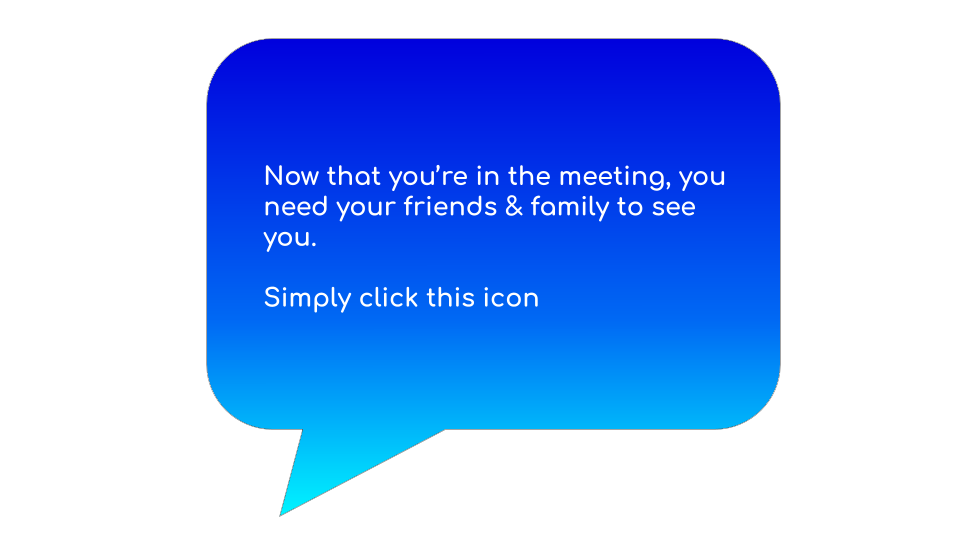 Now that you’re in the meeting, you
need your friends & family to see
you.
Simply click this icon